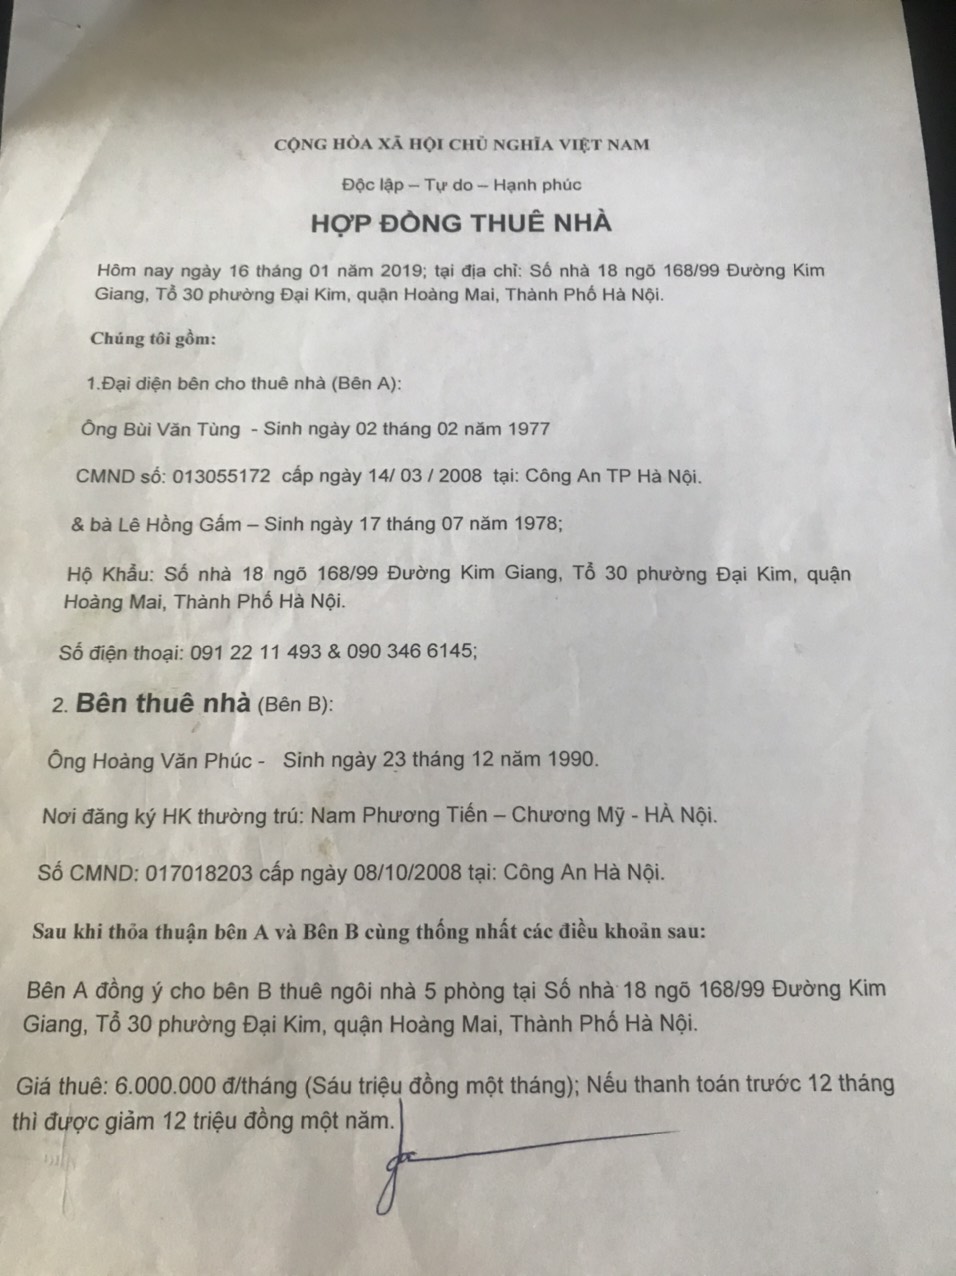 CỘNG HÒA XÃ HỘI CHỦ NGHĨA VIỆT NAM
Độc lập – Tự do – Hạnh phúc
HỢP ĐỒNG THUÊ NHÀ
Hôm nay ngày 16 tháng 01 năm 2019; tại địa chỉ: Số nhà 18 ngõ 168/99 Đường Kim
Giang, Tổ 30 phường Đại Kim, quận Hoàng Mai, Thành Phố Hà Nội.
Chúng tôi gồm:
1.Đại diện bên cho thuê nhà (Bên A):
Ông Bùi Văn Tùng - Sinh ngày 02 tháng 02 năm 1977
CMND số: 013055172 cấp ngày 14/ 03 / 2008 tại: Công An TP Hà Nội.
& bà Lê Hồng Gấm – Sinh ngày 17 tháng 07 năm 1978;
Hộ Khẩu: Số nhà 18 ngõ 168/99 Đường Kim Giang, Tổ 30 phường Đại Kim, quận
Hoàng Mai, Thành Phố Hà Nội.
Số điện thoại: 091 22 11 493 & 090 346 6145;
2. Bên thuê nhà (Bên B):
Ông Hoàng Văn Phúc - Sinh ngày 23 tháng 12 năm 1990.
Nơi đăng ký HK thường trú: Nam Phương Tiến – Chương Mỹ - HÀ Nội.
Số CMND: 017018203 cấp ngày 08/10/2008 tại: Công An Hà Nội.
Sau khi thỏa thuận bên A và Bên B cùng thống nhất các điều khoản sau:
Bên A đồng ý cho bên B thuê ngôi nhà 5 phòng tại Số nhà 18 ngõ 168/99 Đường Kim
Giang, Tổ 30 phường Đại Kim, quận Hoàng Mai, Thành Phố Hà Nội.
Giá thuê: 6.000.000 đ/tháng (Sáu triệu đồng một tháng); Nếu thanh toán trước 12 tháng
thì được giảm 12 triệu đồng một năm.